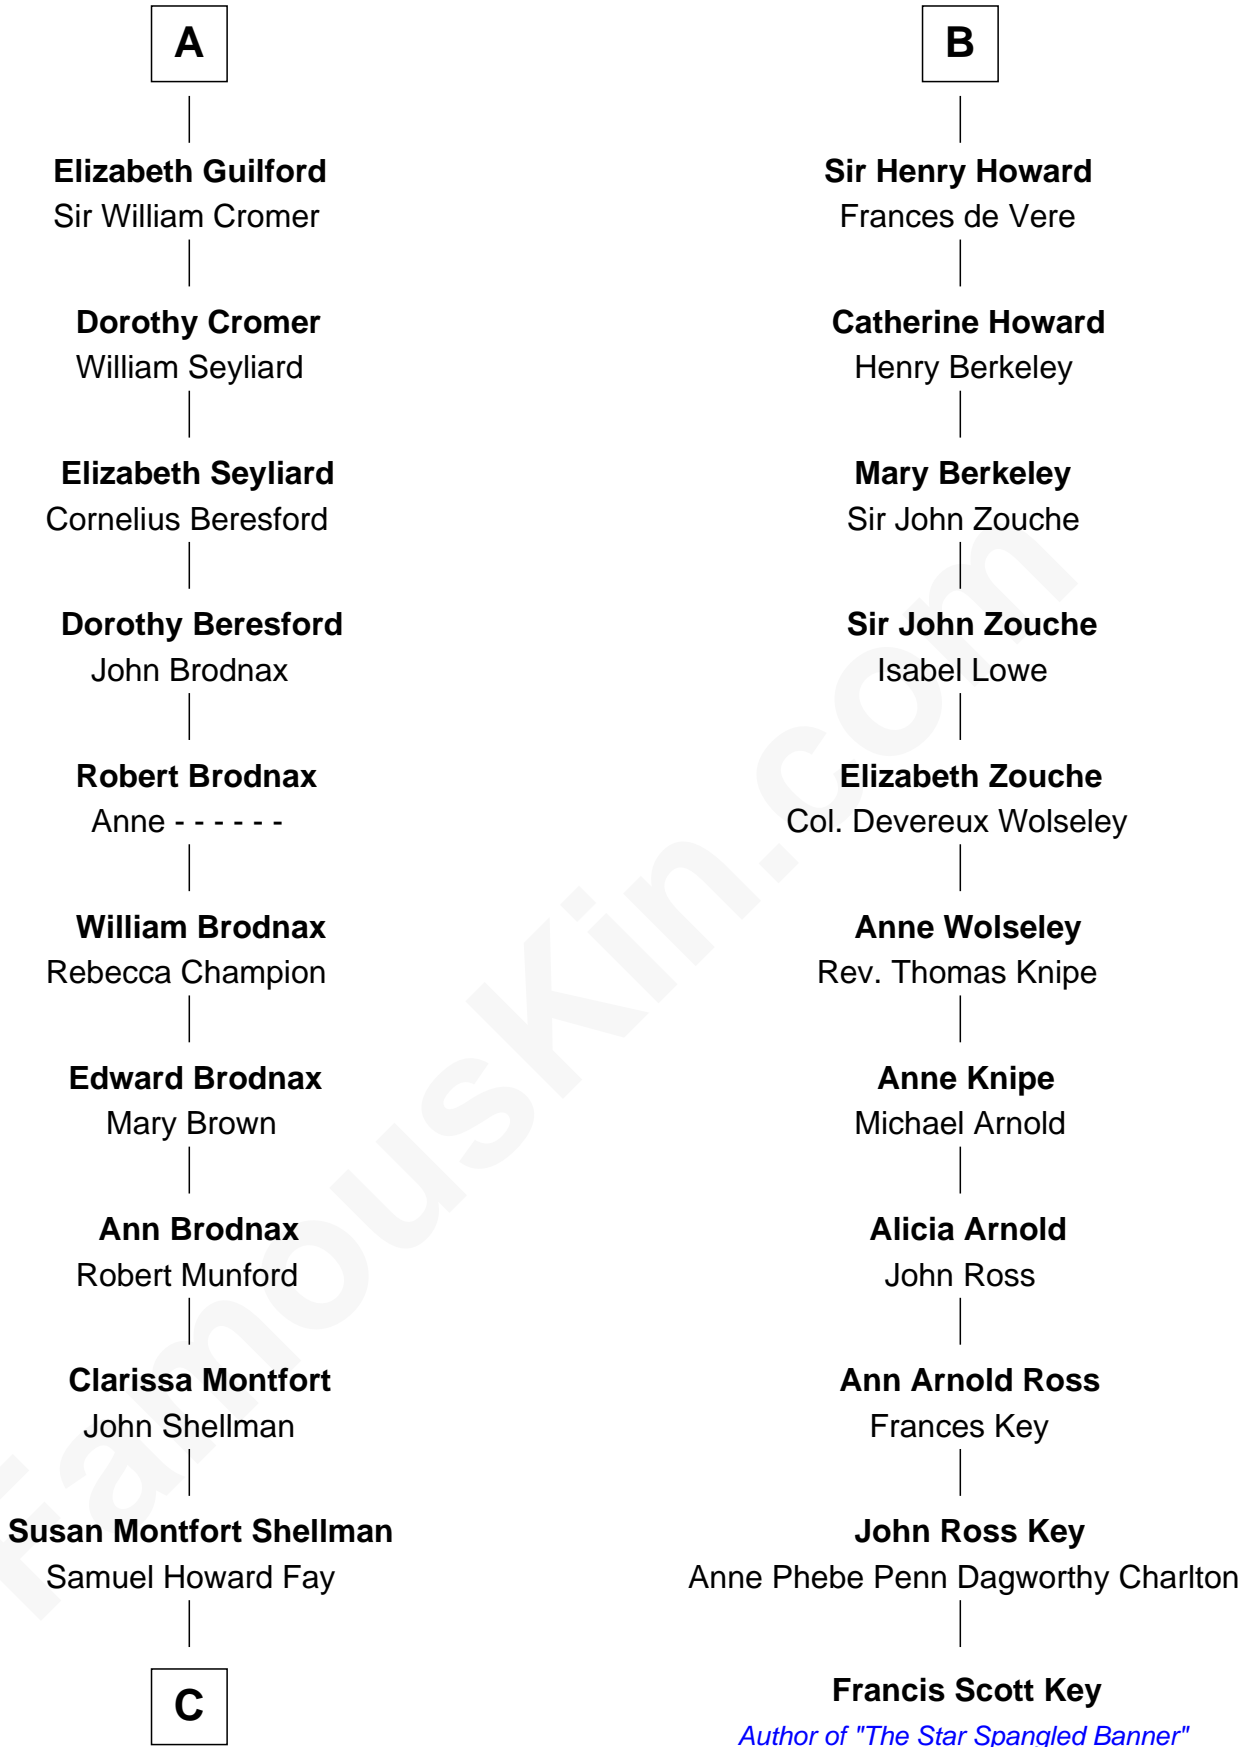 A
Elizabeth Guilford
Sir William Cromer
Dorothy Cromer
William Seyliard
Elizabeth Seyliard
Cornelius Beresford
Dorothy Beresford
John Brodnax
Robert Brodnax
Anne - - - - - -
William Brodnax
Rebecca Champion
Edward Brodnax
Mary Brown
Ann Brodnax
Robert Munford
Clarissa Montfort
John Shellman
Susan Montfort Shellman
Samuel Howard Fay
C
B
Sir Henry Howard
Frances de Vere
Catherine Howard
Henry Berkeley
Mary Berkeley
Sir John Zouche
Sir John Zouche
Isabel Lowe
Elizabeth Zouche
Col. Devereux Wolseley
Anne Wolseley
Rev. Thomas Knipe
Anne Knipe
Michael Arnold
Alicia Arnold
John Ross
Ann Arnold Ross
Frances Key
John Ross Key
Anne Phebe Penn Dagworthy Charlton
Francis Scott Key
Author of "The Star Spangled Banner"
FamousKin.com